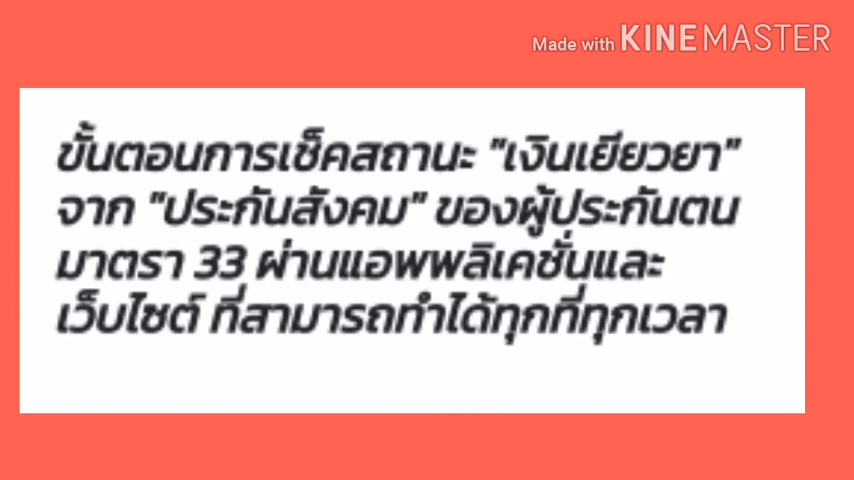 Made with KINEMASTER
ขั้นตอนการเช็คสถานะ "เงินเยียวยา"
จาก "ประกันสังคม" ของผู้ประกันตน
มาตรา 33 ผ่านแอพพลิเคชั่นและ
เว็บไซต์ ที่สามารถทำได้ทุกที่ทุกเวลา